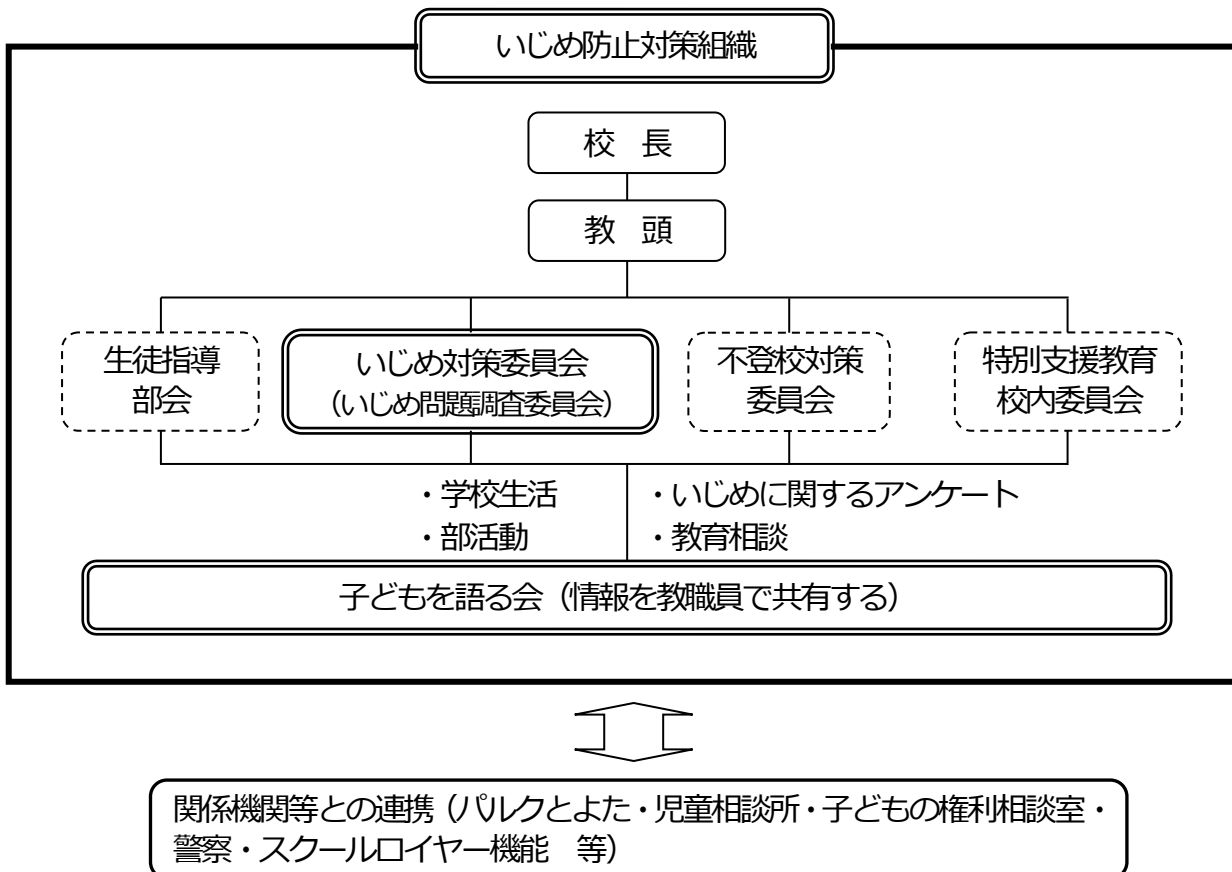 いじめ防止対策組織
校 長
教 頭
生徒指導
部会
いじめ対策委員会
(いじめ問題調査委員会)
不登校対策
委員会
特別支援教育
校内委員会
・学校生活
・部活動
・いじめに関するアンケート
・教育相談
子どもを語る会(情報を教職員で共有する)
関係機関等との連携(パルクとよた・児童相談所・子どもの権利相談室・
警察・スクールロイヤー機能 等)